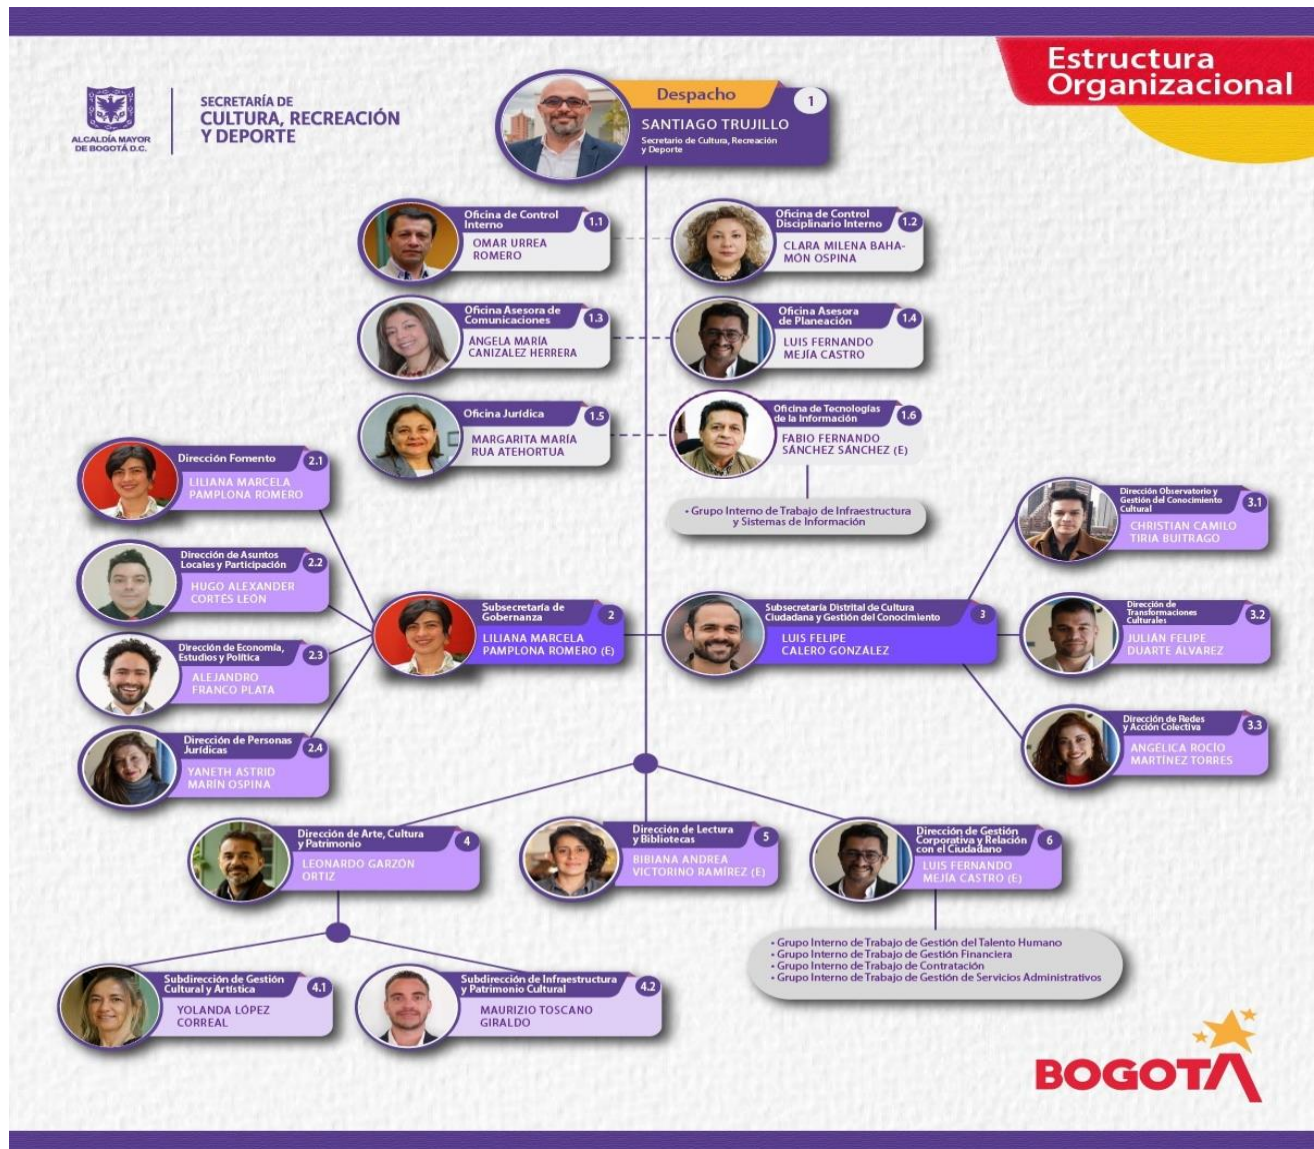 Estructura
Organizacional
ALCALDÍA MAYOR
DE BOGOTÁ D.C.
SECRETARÍA DE
CULTURA, RECREACIÓN
Y DEPORTE
Despacho
1
SANTIAGO TRUJILLO
Secretario de Cultura, Recreación
y Deporte
Oficina de Control
Interno
1.1
OMAR URREA
ROMERO
Oficina de Control
Disciplinario Interno
1.2
CLARA MILENA BAHA-
MÓN OSPINA
Oficina Asesora de
Comunicaciones
1.3
ÁNGELA MARÍA
CANIZALEZ HERRERA
Oficina Asesora
de Planeación
1.4
LUIS FERNANDO
MEJÍA CASTRO
Oficina Jurídica
1.5
MARGARITA MARÍA
RUA ATEHORTUA
Oficina de Tecnologías
de la Información
1.6
FABIO FERNANDO
SÁNCHEZ SÁNCHEZ (E)
• Grupo Interno de Trabajo de Infraestructura
y Sistemas de Información
Dirección Fomento
2.1
LILIANA MARCELA
PAMPLONA ROMERO
Dirección de Asuntos
Locales y Participación
2.2
HUGO ALEXANDER
CORTÉS LEÓN
Dirección de Economía,
Estudios y Política
2.3
ALEJANDRO
FRANCO PLATA
Dirección de Personas
Jurídicas
2.4
YANETH ASTRID
MARÍN OSPINA
Subsecretaría de
Gobernanza
2
LILIANA MARCELA
PAMPLONA ROMERO (E)
Subsecretaría Distrital de Cultura
Ciudadana y Gestión del Conocimiento
3
LUIS FELIPE
CALERO GONZÁLEZ
Dirección Observatorio y
Gestión del Conocimiento
Cultural
3.1
CHRISTIAN CAMILO
TIRIA BUITRAGO
Dirección de
Transformaciones
Culturales
3.2
JULIÁN FELIPE
DUARTE ÁLVAREZ
Dirección de Redes
y Acción Colectiva
3.3
ANGÉLICA ROCÍO
MARTÍNEZ TORRES
Dirección de Arte, Cultura
y Patrimonio
4
LEONARDO GARZÓN
ORTIZ
Dirección de Lectura
y Bibliotecas
5
BIBIANA ANDREA
VICTORINO RAMÍREZ (E)
Dirección de Gestión
Corporativa y Relación
con el Ciudadano
6
LUIS FERNANDO
MEJÍA CASTRO (E)
• Grupo Interno de Trabajo de Gestión del Talento Humano
• Grupo Interno de Trabajo de Gestión Financiera
• Grupo Interno de Trabajo de Contratación
• Grupo Interno de Trabajo de Gestión de Servicios Administrativos
Subdirección de Gestión
Cultural y Artística
4.1
YOLANDA LÓPEZ
CORREAL
Subdirección de Infraestructura
y Patrimonio Cultural
4.2
MAURIZIO TOSCANO
GIRALDO
BOGOTÁ